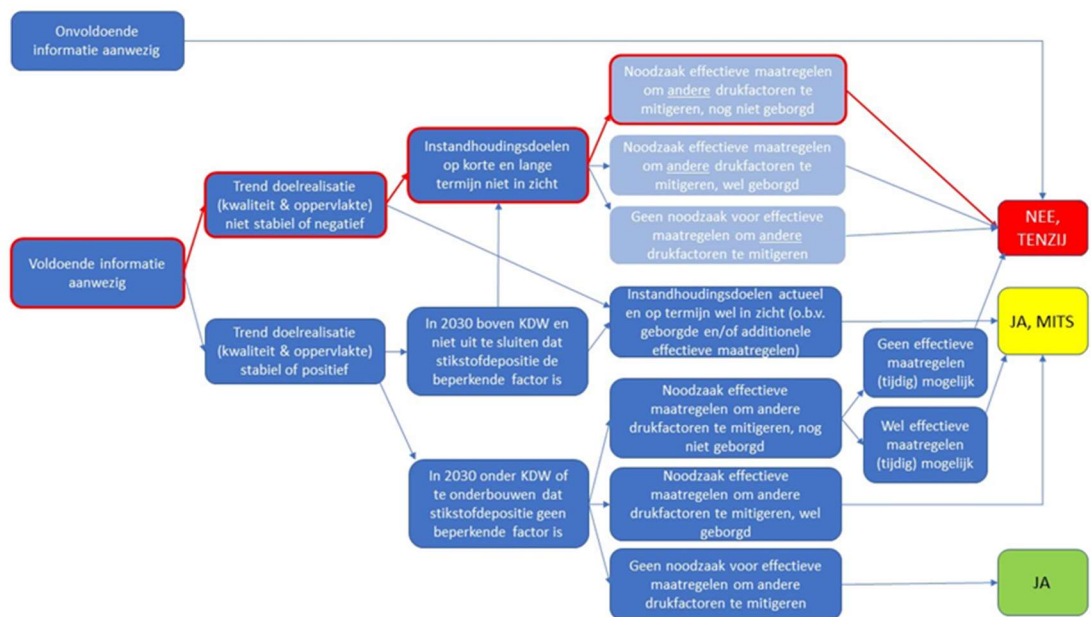 Onvoldoende
informatie aanwezig
Noodzaak effectieve maatregelen
om andere drukfactoren te
mitigeren, nog niet geborgd
Instandhoudingsdoelen
op korte en lange
termijn niet in zicht
Noodzaak effectieve maatregelen
om andere drukfactoren te
mitigeren, wel geborgd
Trend doelrealisatie
(kwaliteit & oppervlakte)
niet stabiel of negatief
Geen noodzaak voor effectieve
maatregelen om andere
drukfactoren te mitigeren
NEE,
TENZIJ
Voldoende informatie
aanwezig
Trend doelrealisatie
(kwaliteit & oppervlakte)
stabiel of positief
In 2030 boven KDW en
niet uit te sluiten dat
stikstofdepositie de
beperkende factor is
Instandhoudingsdoelen actueel
en op termijn wel in zicht (o.b.v.
geborgde en/of additionele
effectieve maatregelen)
JA, MITS
Geen effectieve
maatregelen
(tijdig) mogelijk
Noodzaak effectieve
maatregelen om andere
drukfactoren te mitigeren, nog
niet geborgd
Wel effectieve
maatregelen
(tijdig) mogelijk
In 2030 onder KDW of
te onderbouwen dat
stikstofdepositie geen
beperkende factor is
Noodzaak effectieve
maatregelen om andere
drukfactoren te mitigeren, wel
geborgd
Geen noodzaak voor effectieve
maatregelen om andere
drukfactoren te mitigeren
JA